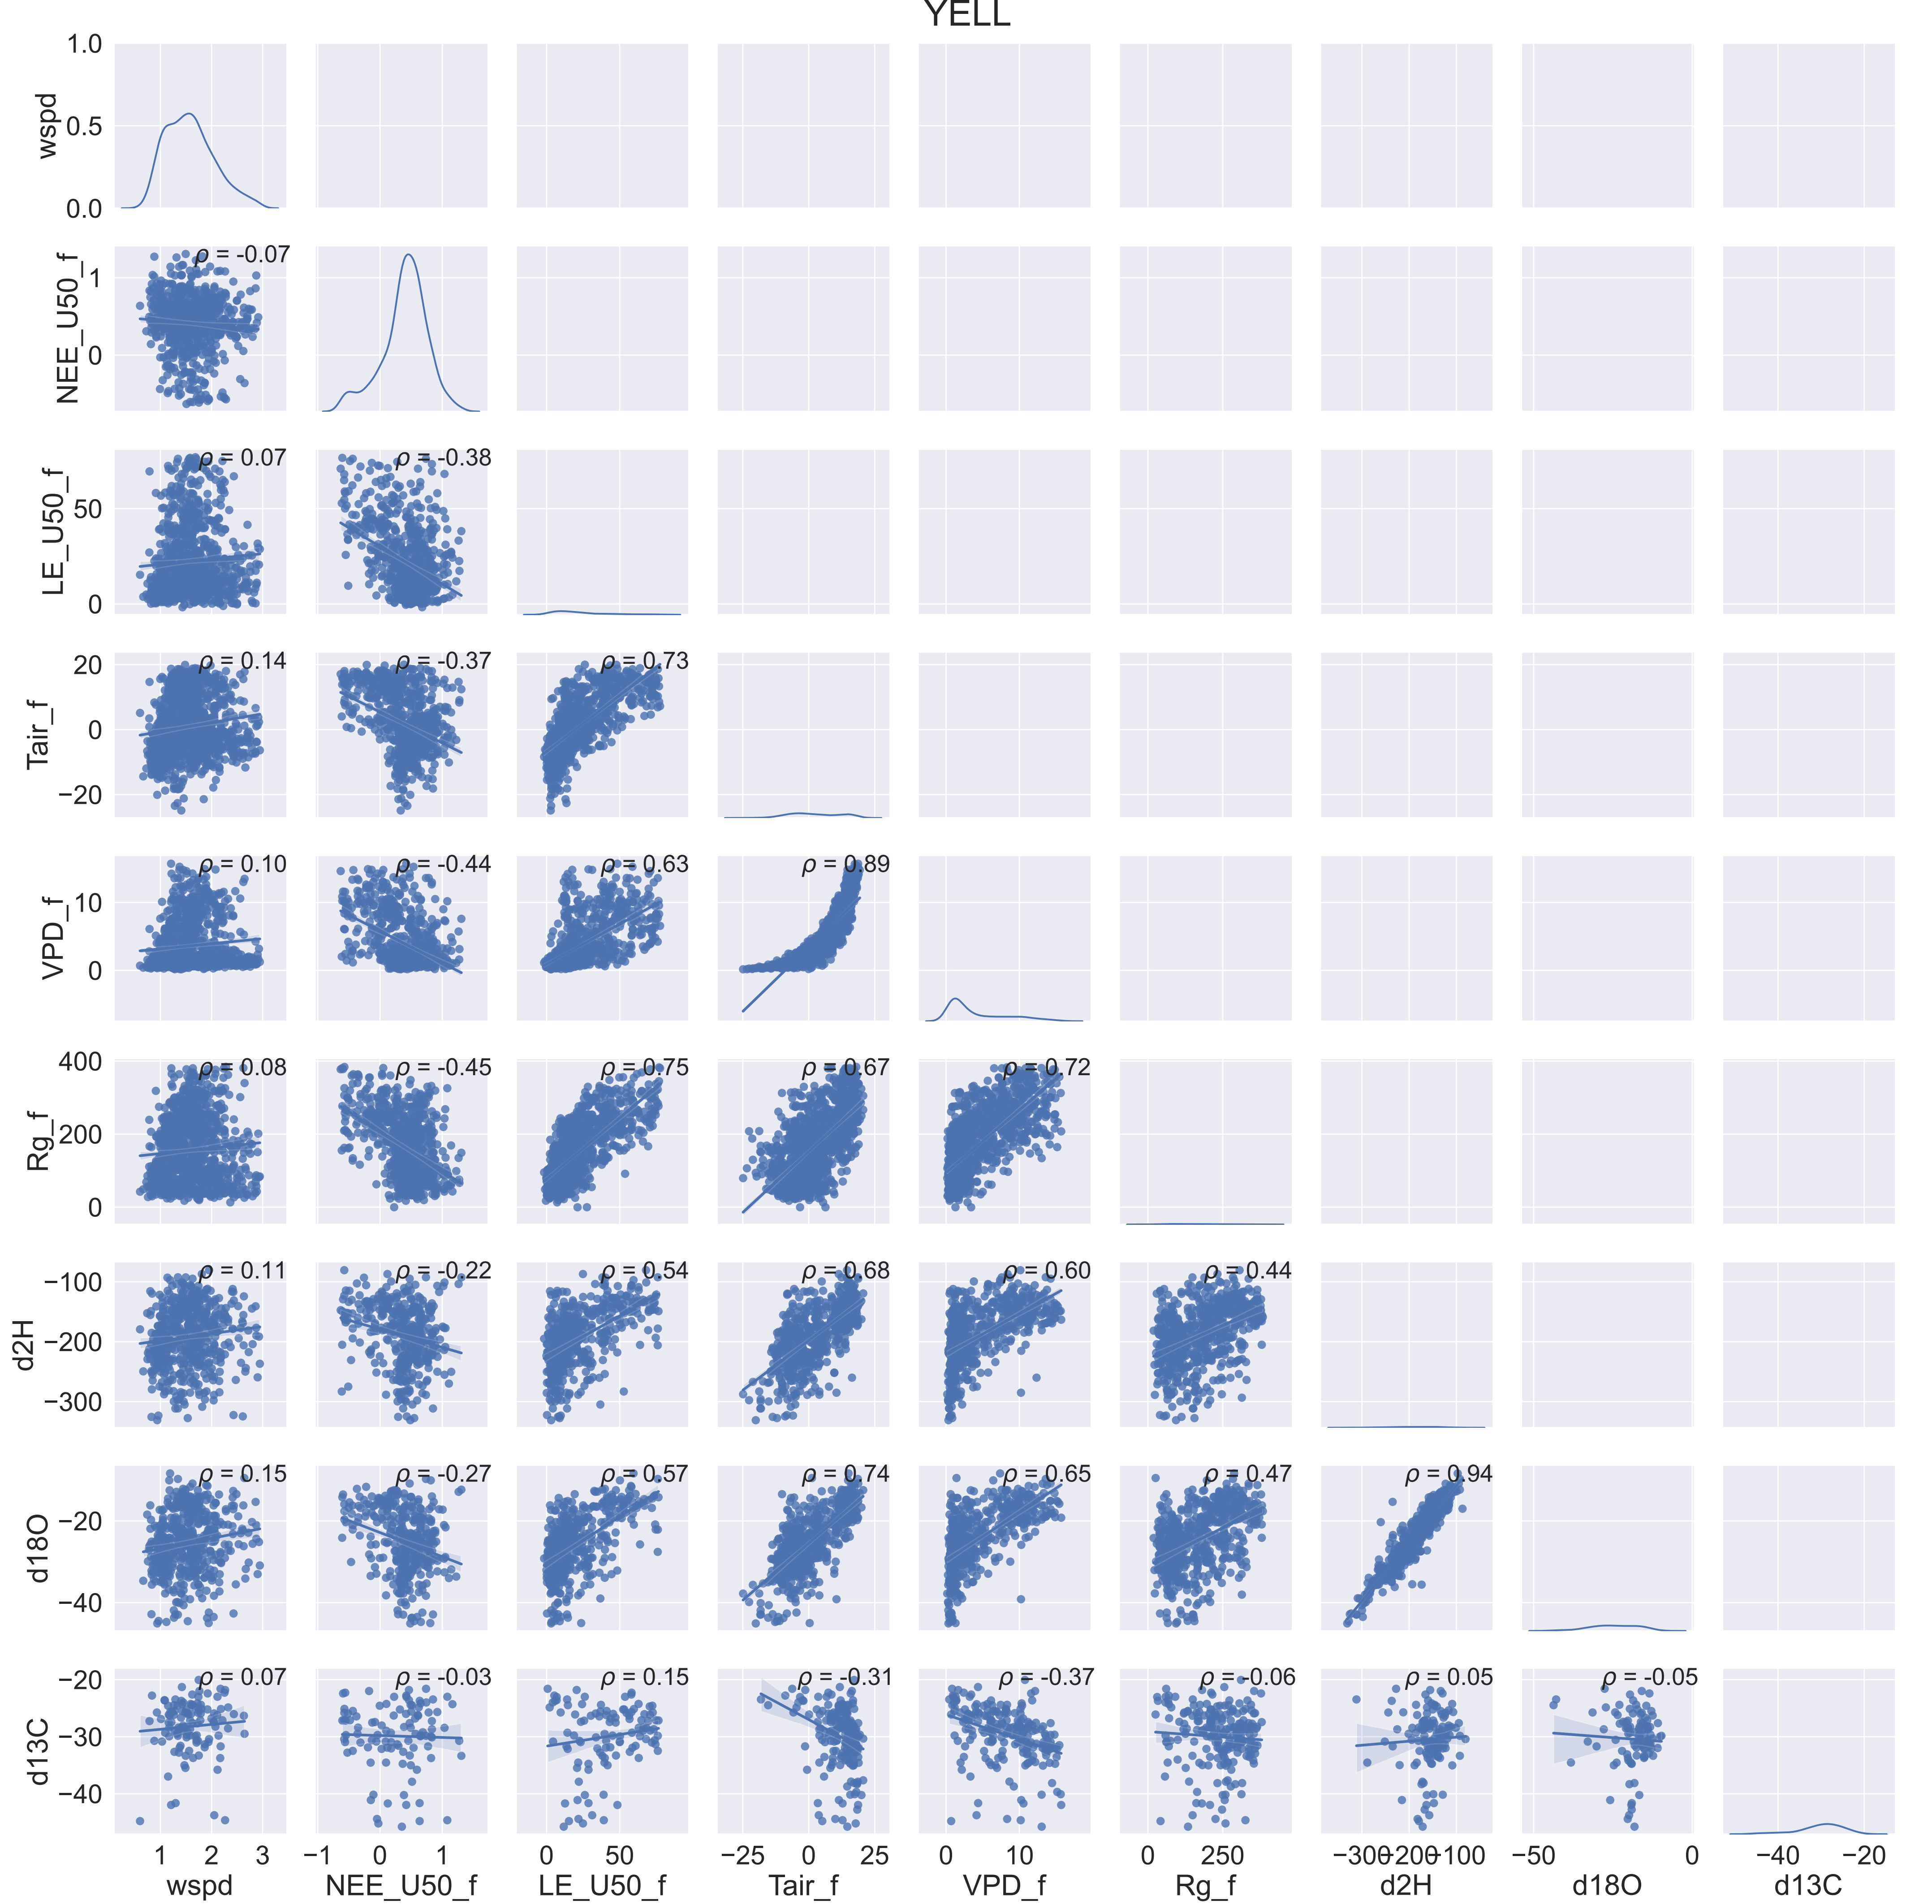 YELL
1.0
wspd
0.5
0.0
ρ = -0.07
NEE_U50_f
1
0
ρ = 0.07
ρ = -0.38
LE_U50_f
50
0
ρ = 0.14
ρ = -0.37
ρ = 0.73
Tair_f
20
0
−20
ρ = 0.10
ρ = -0.44
ρ = 0.63
ρ = 0.89
VPD_f
10
0
ρ = 0.08
ρ = -0.45
ρ = 0.75
ρ = 0.67
ρ = 0.72
Rg_f
400
200
0
ρ = 0.11
ρ = -0.22
ρ = 0.54
ρ = 0.68
ρ = 0.60
ρ = 0.44
d2H
−100
−200
−300
ρ = 0.15
ρ = -0.27
ρ = 0.57
ρ = 0.74
ρ = 0.65
ρ = 0.47
ρ = 0.94
d18O
−20
−40
ρ = 0.07
ρ = -0.03
ρ = 0.15
ρ = -0.31
ρ = -0.37
ρ = -0.06
ρ = 0.05
ρ = -0.05
d13C
−20
−30
−40
1 2 3
−1 0 1
0 50
−25 0 25
0 10
0 250
−300 −200 −100
−50 0
−40 −20
wspd
NEE_U50_f
LE_U50_f
Tair_f
VPD_f
Rg_f
d2H
d18O
d13C